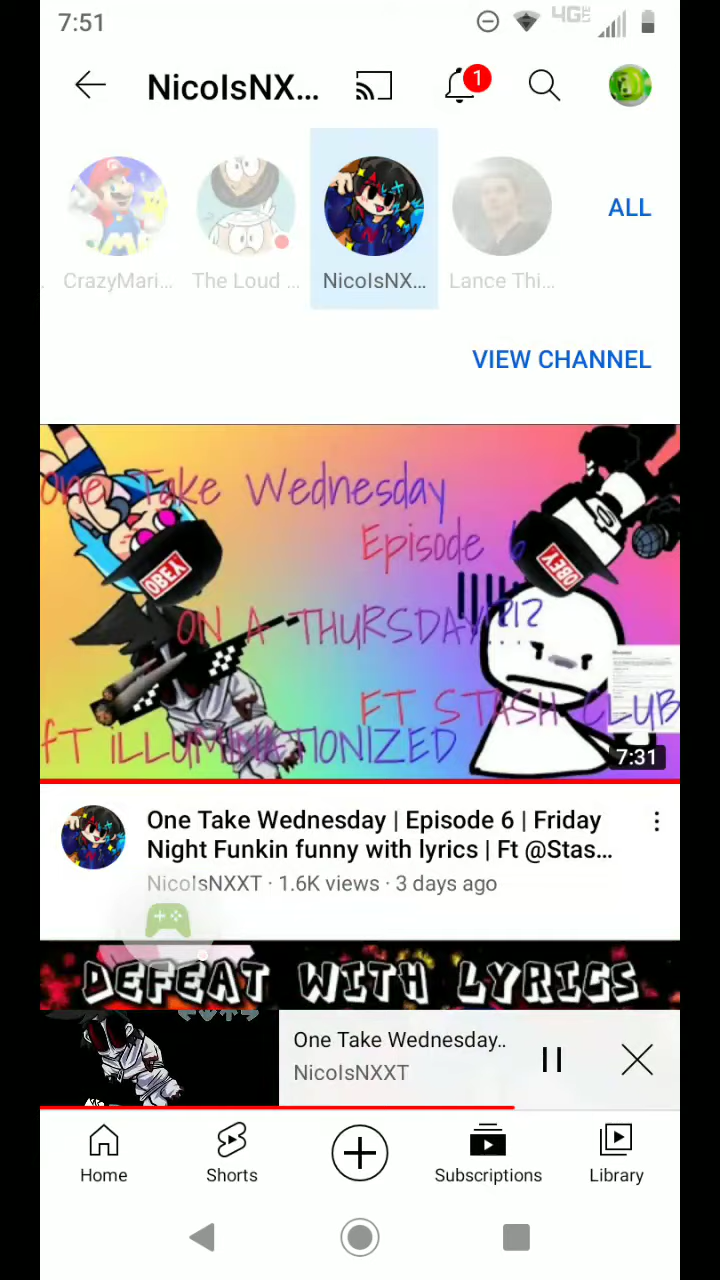 7:51
4GE
NicoIsNX...
1
CrazyMari...
The Loud ...
NicoIsNX...
Lance Thi...
ALL
VIEW CHANNEL
One Take Wednesday
Episode 6
OBEY
OBEY
ON A THURSDAY?!?
FT STASH CLUB
fT iLLUMINATIONIZED
7:31
One Take Wednesday | Episode 6 | Friday
Night Funkin funny with lyrics | Ft @Stas...
NicoIsNXXT · 1.6K views · 3 days ago
DEFEAT WITH LYRICS
One Take Wednesday..
NicoIsNXXT
Home
Shorts
Subscriptions
Library